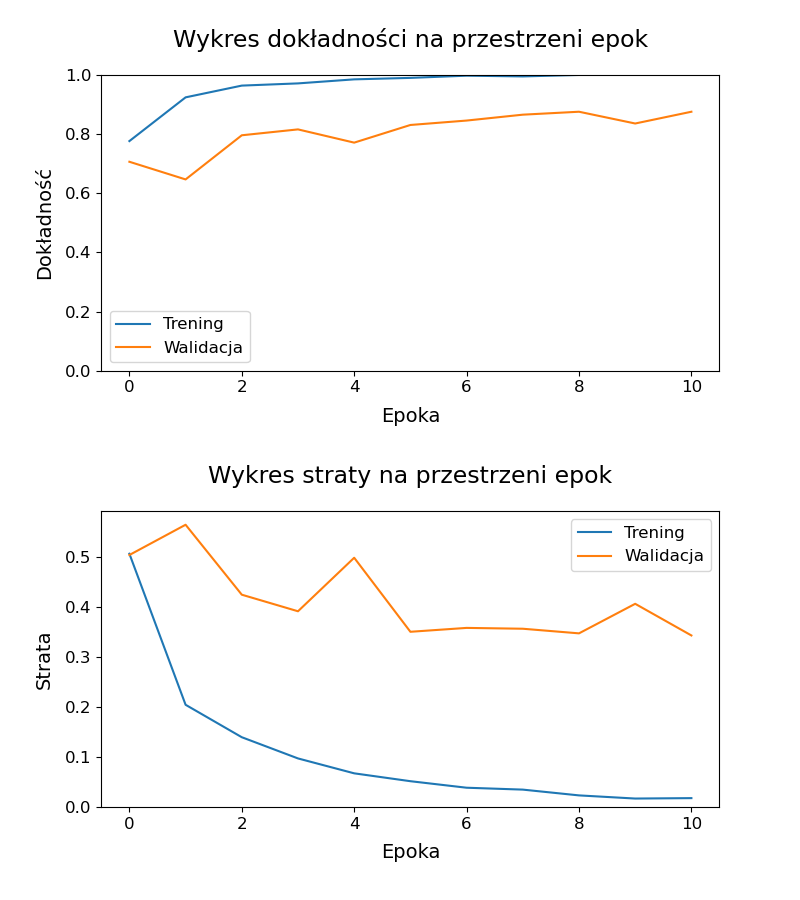 Wykres dokładności na przestrzeni epok
1.0
0.8
0.6
0.4
0.2
0.0
Dokładność
Trening
Walidacja
0 2 4 6 8 10
Epoka
Wykres straty na przestrzeni epok
0.5
0.4
0.3
0.2
0.1
0.0
Strata
Trening
Walidacja
0 2 4 6 8 10
Epoka